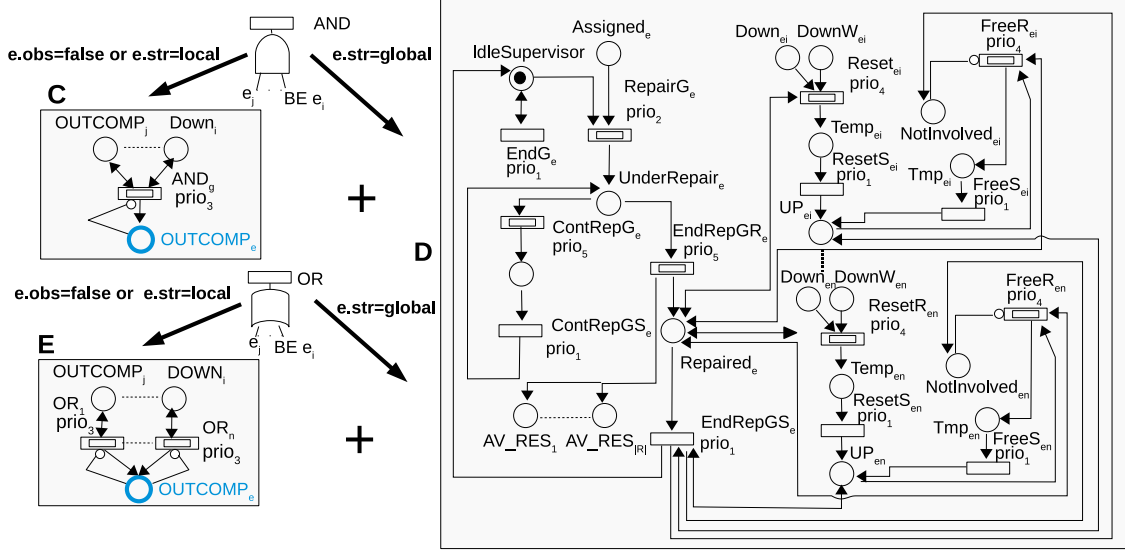 AND
e.obs=false or e.str=local
e.str=global
C
e_j BE e_i
OUTCOMP_j Down_i
AND_g
prio_3
OUTCOMP_e
+
OR
e.obs=false or e.str=local
e.str=global
E
e_j BE e_i
OUTCOMP_j DOWN_i
OR_1
prio_3
OR_n
prio_3
OUTCOMP_e
+
D
Assigned_e
IdleSupervisor
RepairG_e
prio_2
EndG_e
prio_1
UnderRepair_e
ContRepG_e
prio_5
EndRepGR_e
prio_5
ContRepGS_e
prio_1
Repaired_e
AV_RES_1 AV_RES_|R|
EndRepGS_e
prio_1
Down_ei DownW_ei
Reset_ei
prio_4
Temp_ei
ResetS_ei
prio_1
UP_ei
FreeR_ei
prio_4
NotInvolved_ei
Tmp_ei
FreeS_ei
prio_1
Down_en DownW_en
ResetR_en
prio_4
Temp_en
ResetS_en
prio_1
UP_en
FreeR_en
prio_4
NotInvolved_en
Tmp_en
FreeS_en
prio_1